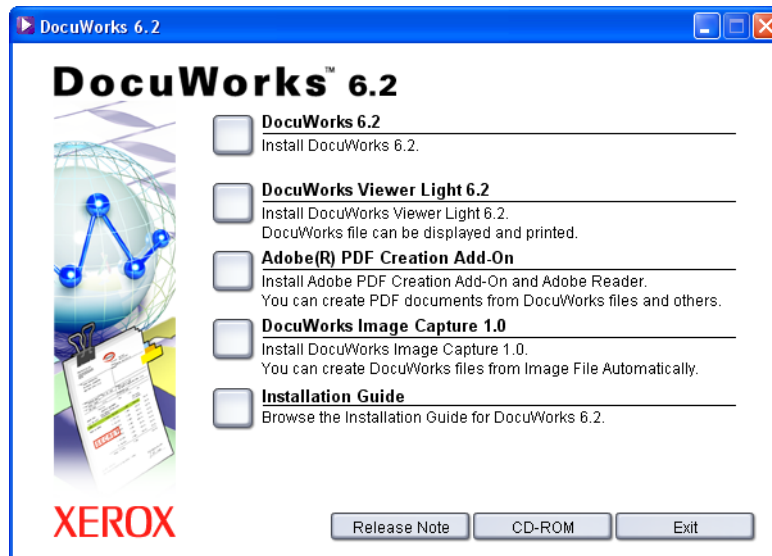 DocuWorks 6.2
DocuWorks™ 6.2
DocuWorks 6.2
Install DocuWorks 6.2.
DocuWorks Viewer Light 6.2
Install DocuWorks Viewer Light 6.2.
DocuWorks file can be displayed and printed.
Adobe(R) PDF Creation Add-On
Install Adobe PDF Creation Add-On and Adobe Reader.
You can create PDF documents from DocuWorks files and others.
DocuWorks Image Capture 1.0
Install DocuWorks Image Capture 1.0.
You can create DocuWorks files from Image File Automatically.
Installation Guide
Browse the Installation Guide for DocuWorks 6.2.
XEROX
Release Note CD-ROM Exit